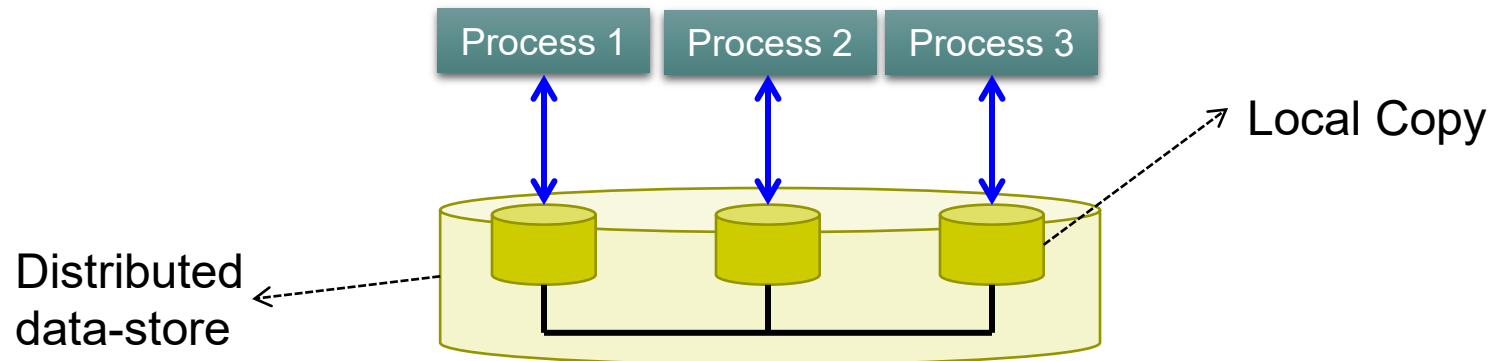 Process 1
Process 2
Process 3
Local Copy
Distributed
data-store